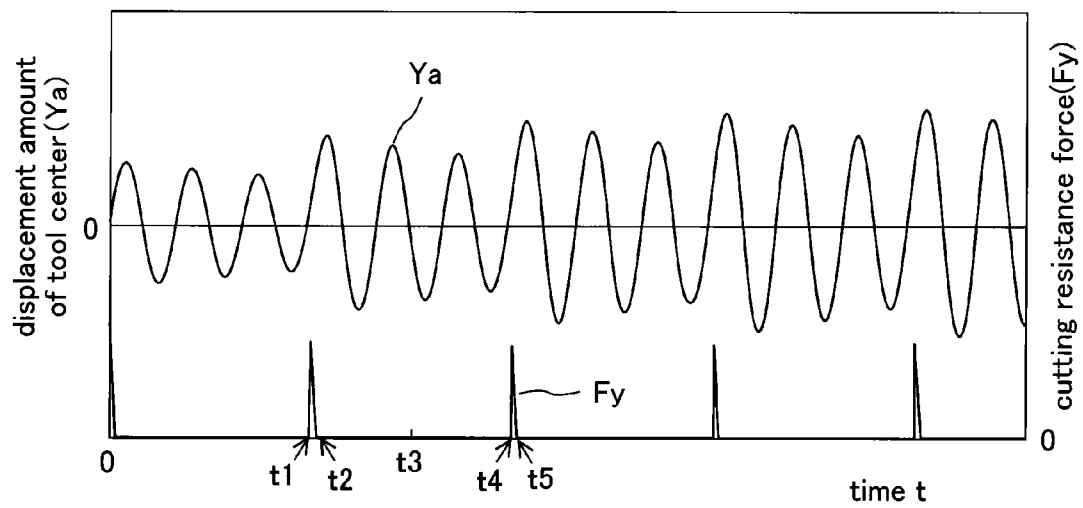 displacement amount
of tool center(Ya)
cutting resistance force(Fy)
Ya
0
Fy
0
0
t1
t2
t3
t4
t5
time t